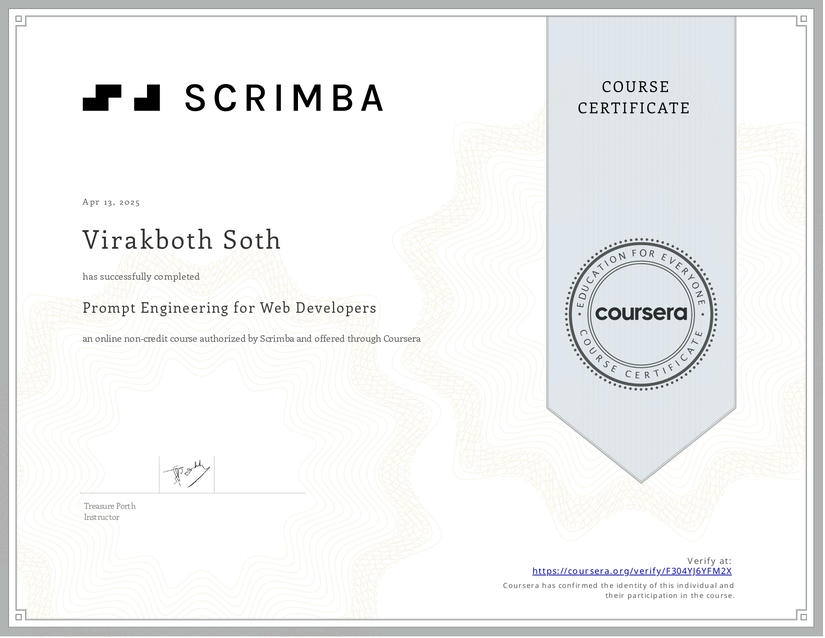 SCRIMBA
COURSE
CERTIFICATE
Apr 13, 2025
Virakboth Soth
has successfully completed
Prompt Engineering for Web Developers
an online non-credit course authorized by Scrimba and offered through Coursera
EDUCATION FOR EVERYONE
coursera
COURSE CERTIFICATE
Treasure Porth
Instructor
Verify at:
https://coursera.org/verify/F304YJ6YFM2X
Coursera has confirmed the identity of this individual and
their participation in the course.